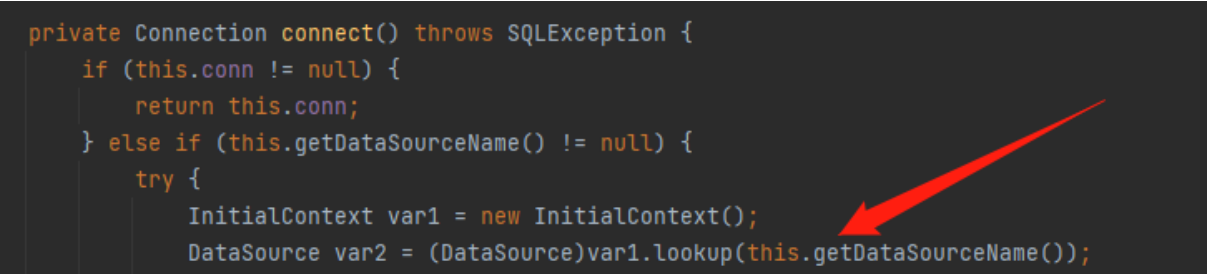 private Connection connect() throws SQLException {
if (this.conn != null) {
return this.conn;
} else if (this.getDataSourceName() != null) {
try {
InitialContext var1 = new InitialContext();
DataSource var2 = (DataSource)var1.lookup(this.getDataSourceName());